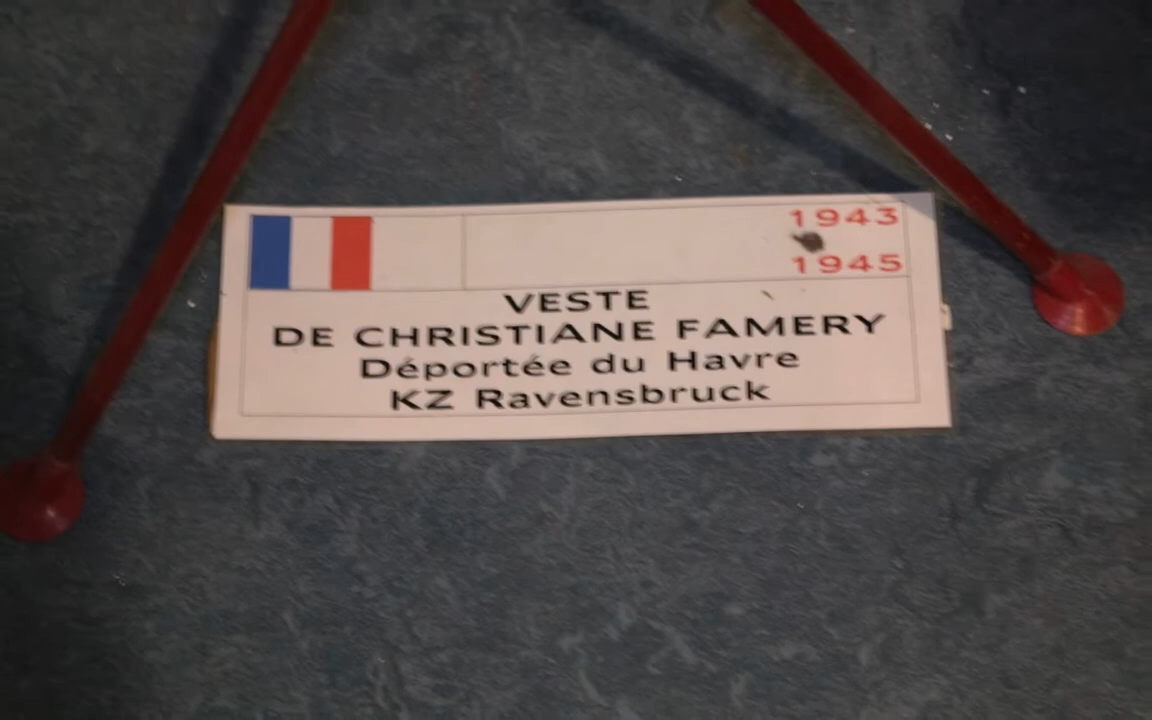 1943
1945
VESTE
DE CHRISTIANE FAMERY
Déportée du Havre
KZ Ravensbruck